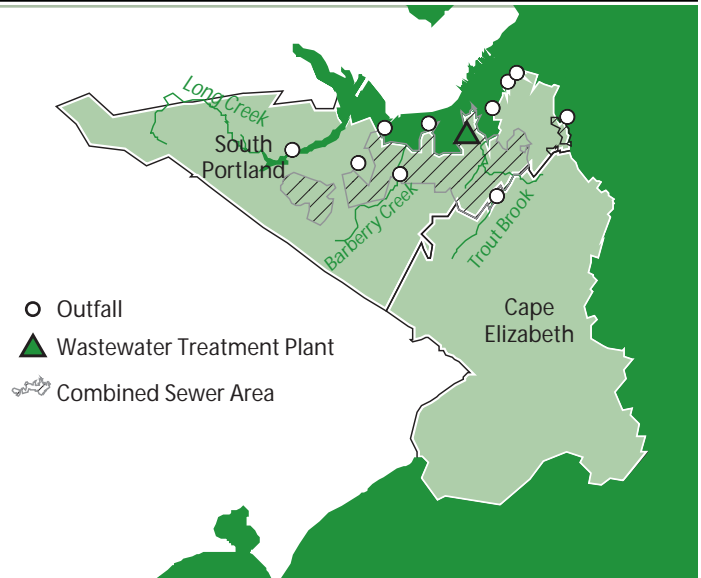 Long Creek
South
Portland
Barberry Creek
Trout Brook
Cape
Elizabeth
Outfall
Wastewater Treatment Plant
Combined Sewer Area